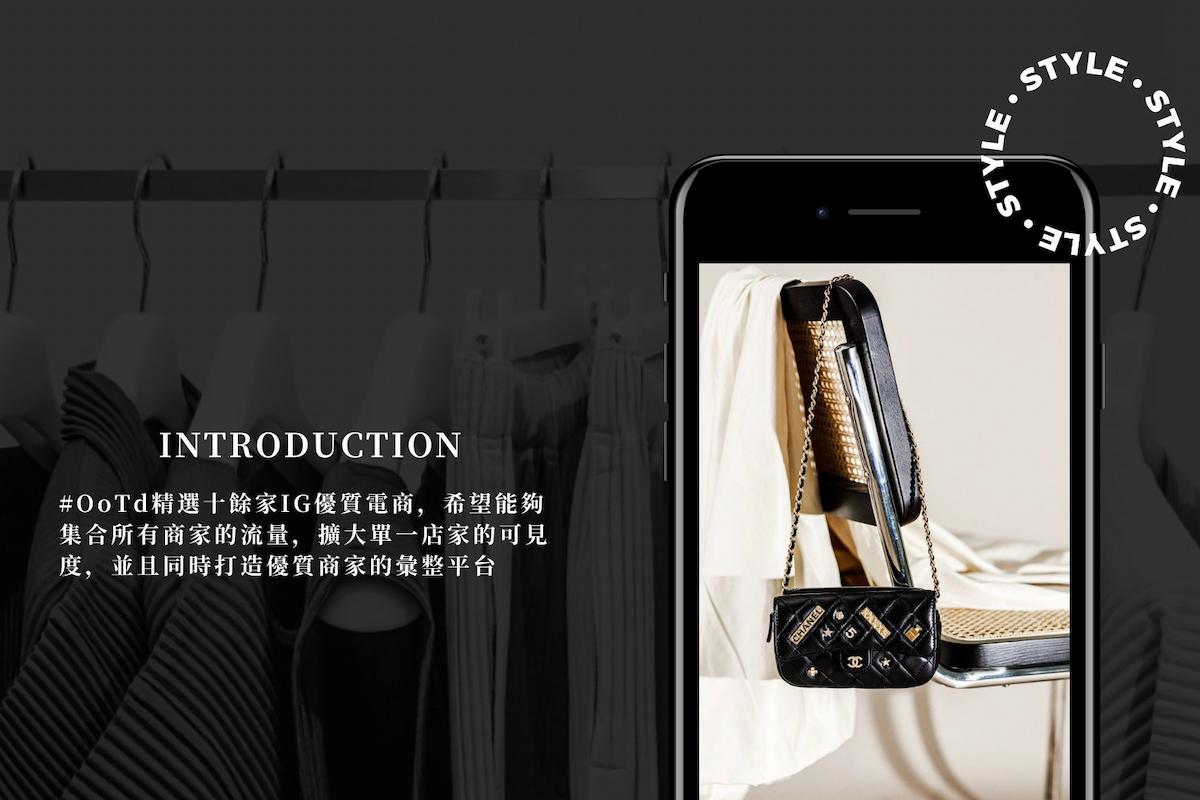 STYLE • STYLE • STYLE • STYLE •
INTRODUCTION
#OoTd精選十餘家IG優質電商，希望能夠
集合所有商家的流量，擴大單一店家的可見
度，並且同時打造優質商家的彙整平台
CHANEL
5